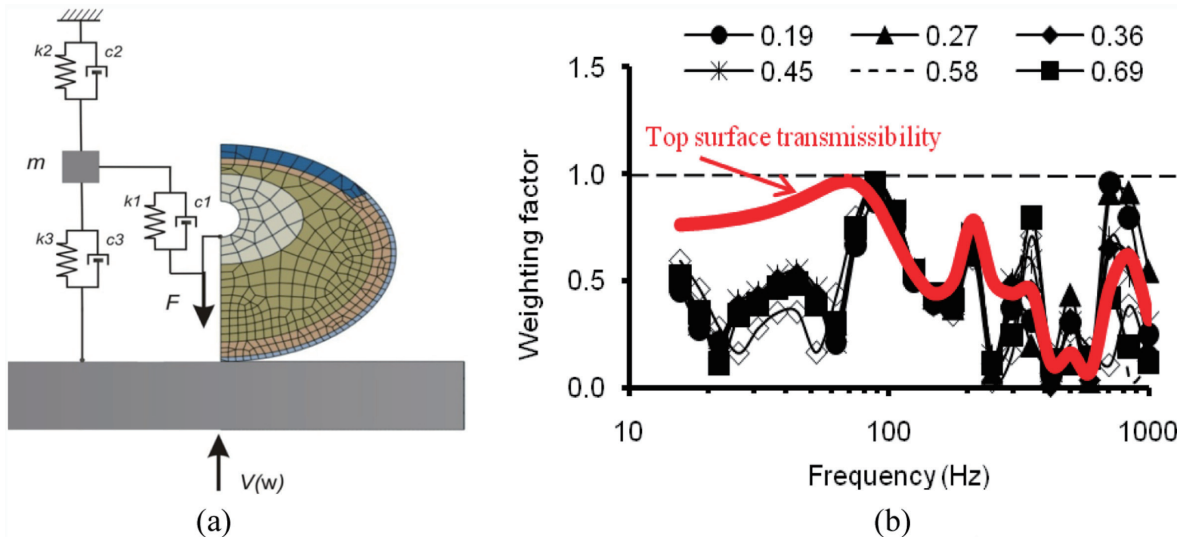 k2
c2
m
k1
c1
k3
c3
F
V(w)
(a)
0.19
0.27
0.36
0.45
0.58
0.69
1.5
Top surface transmissibility
1.0
0.5
0.0
Weighting factor
10
100
1000
Frequency (Hz)
(b)